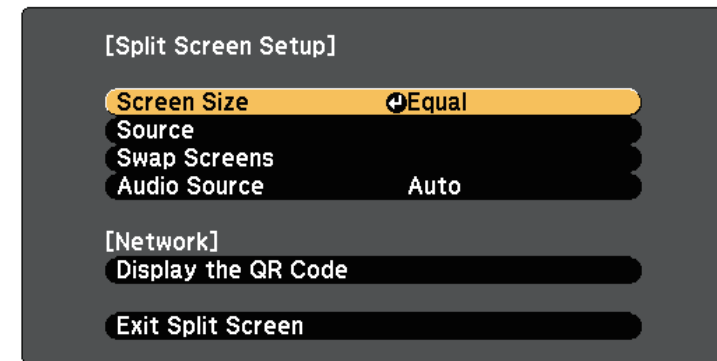 [Split Screen Setup]
Screen Size Equal
Source
Swap Screens
Audio Source Auto
[Network]
Display the QR Code
Exit Split Screen